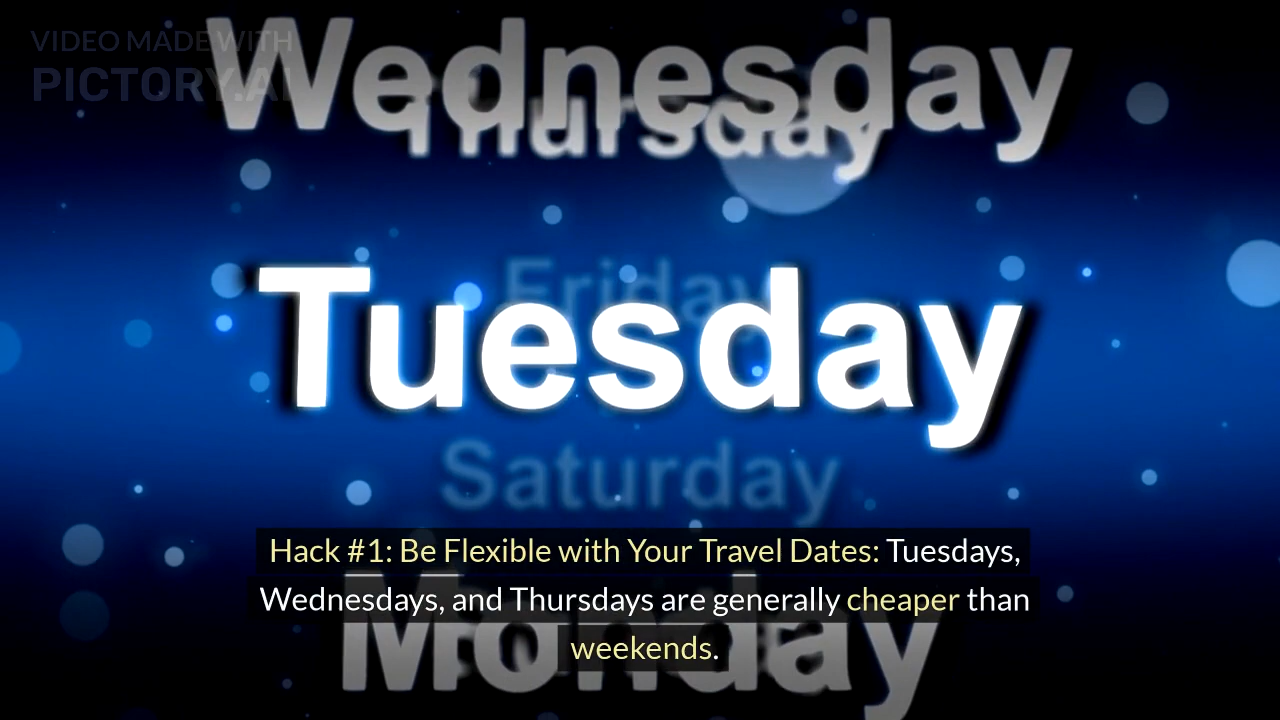 VIDEO MADE WITH
PICTORY.AI
Wednesday
Thursday
Friday
Tuesday
Saturday
Hack #1: Be Flexible with Your Travel Dates: Tuesdays,
Wednesdays, and Thursdays are generally cheaper than
weekends.
Monday